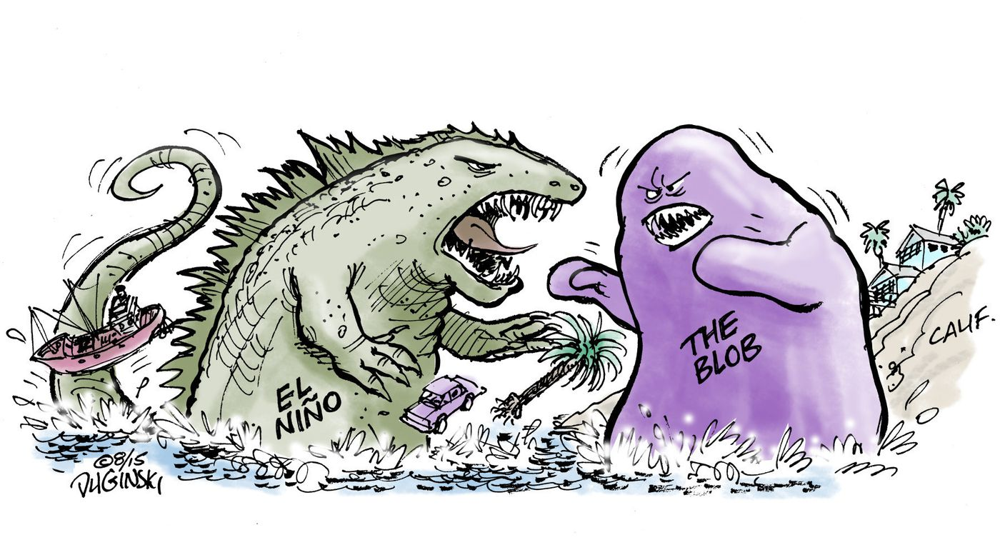 EL
NIÑO
THE
BLOB
CALIF.
©8/15
DUGINSKI